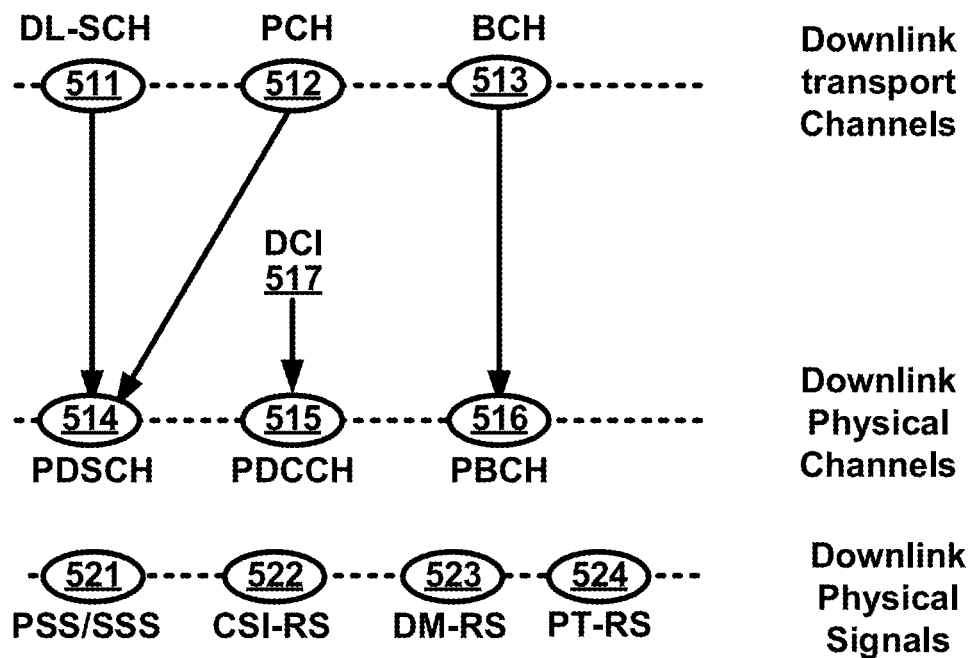 DL-SCH PCH BCH
511 512 513
Downlink
transport
Channels
DCI
517
514 515 516
PDSCH PDCCH PBCH
Downlink
Physical
Channels
521 522 523 524
PSS/SSS CSI-RS DM-RS PT-RS
Downlink
Physical
Signals